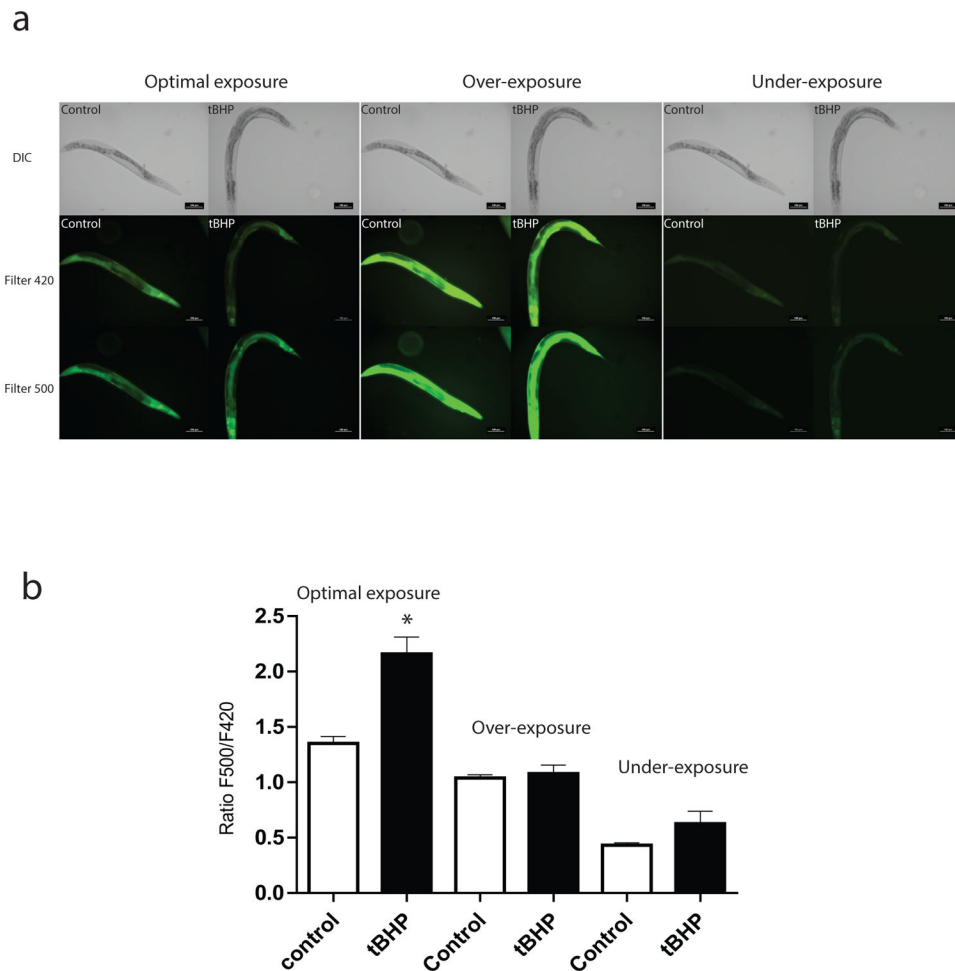 a
Optimal exposure Over-exposure Under-exposure
Control tBHP Control tBHP Control tBHP
DIC
Control tBHP Control tBHP Control tBHP
Filter 420
Filter 500
b
Optimal exposure
*
Over-exposure
Under-exposure
Ratio F500/F420
2.5
2.0
1.5
1.0
0.5
0.0
control tBHP Control tBHP Control tBHP